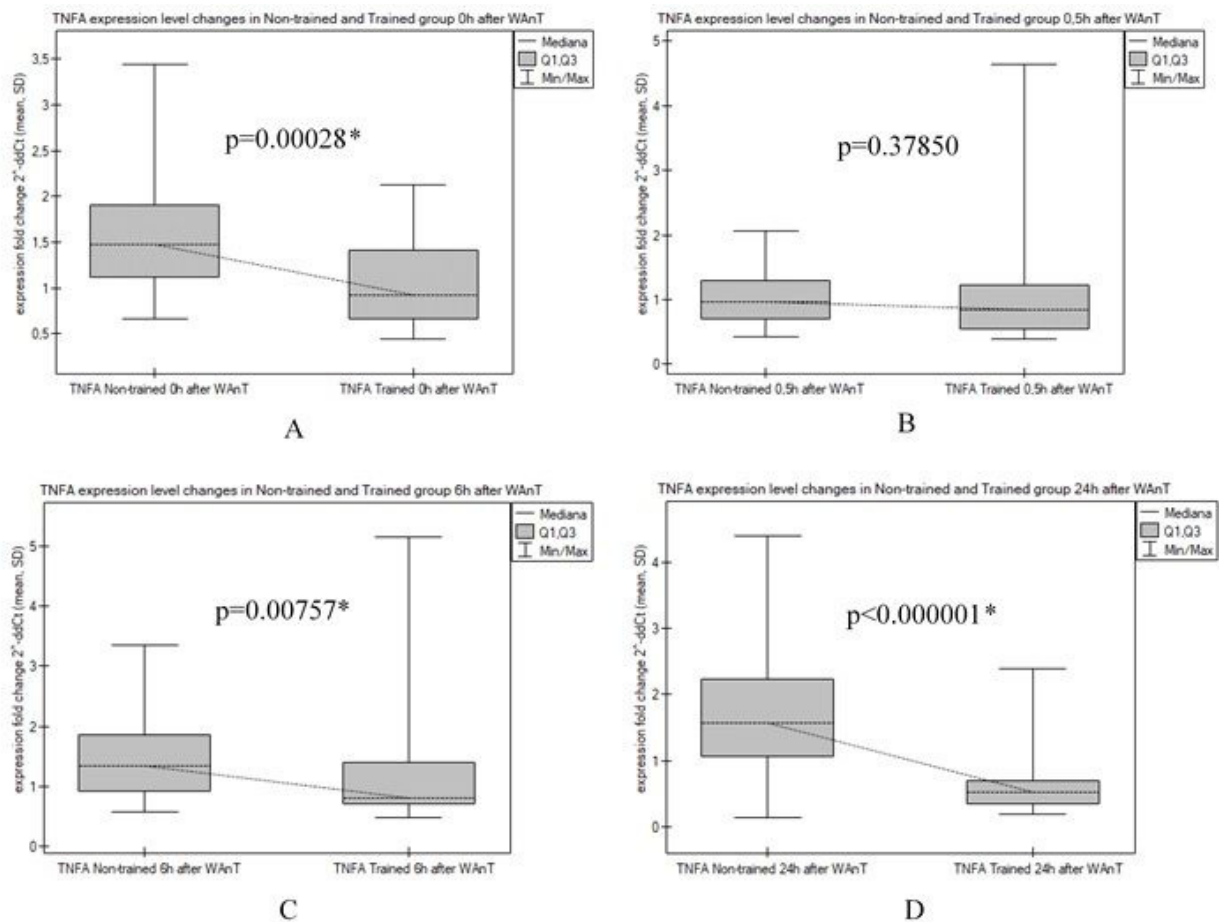 TNFA expression level changes in Non-trained and Trained group 0h after WAnT
Mediana
Q1,Q3
Min/Max
expression fold change 2^-ddCt (mean, SD)
3.5
3
2.5
2
1.5
1
0.5
p=0.00028*
TNFA Non-trained 0h after WAnT
TNFA Trained 0h after WAnT
A
TNFA expression level changes in Non-trained and Trained group 0,5h after WAnT
Mediana
Q1,Q3
Min/Max
expression fold change 2^-ddCt (mean, SD)
5
4
3
2
1
0
p=0.37850
TNFA Non-trained 0,5h after WAnT
TNFA Trained 0,5h after WAnT
B
TNFA expression level changes in Non-trained and Trained group 6h after WAnT
Mediana
Q1,Q3
Min/Max
expression fold change 2^-ddCt (mean, SD)
5
4
3
2
1
0
p=0.00757*
TNFA Non-trained 6h after WAnT
TNFA Trained 6h after WAnT
C
TNFA expression level changes in Non-trained and Trained group 24h after WAnT
Mediana
Q1,Q3
Min/Max
expression fold change 2^-ddCt (mean, SD)
4
3
2
1
0
p<0.000001*
TNFA Non-trained 24h after WAnT
TNFA Trained 24h after WAnT
D